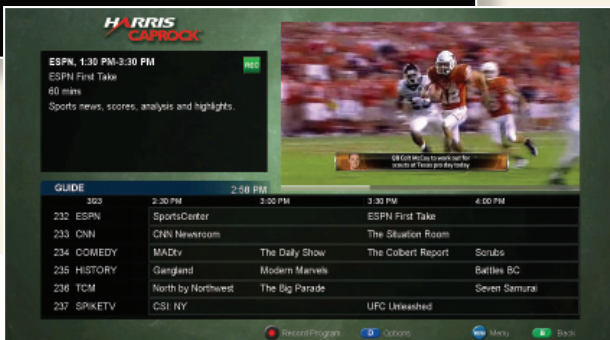 HARRIS
CAPROCK
ESPN, 1:30 PM-3:30 PM
REC
ESPN First Take
60 mins
Sports news, scores, analysis and highlights.
12
QB Colt McCoy to work out for
scouts at Texas pro day today
GUIDE 2:58 PM
3Q3 2:30 PM 3:00 PM 3:30 PM 4:00 PM
232 ESPN SportsCenter ESPN First Take
233 CNN CNN Newsroom The Situation Room
234 COMEDY MADtv The Daily Show The Colbert Report Scrubs
235 HISTORY Gangland Modern Marvels Battles BC
236 TCM North by Northwest The Big Parade Seven Samurai
237 SPIKETV CSI: NY UFC Unleashed
Record Program D Options MENU Menu Back